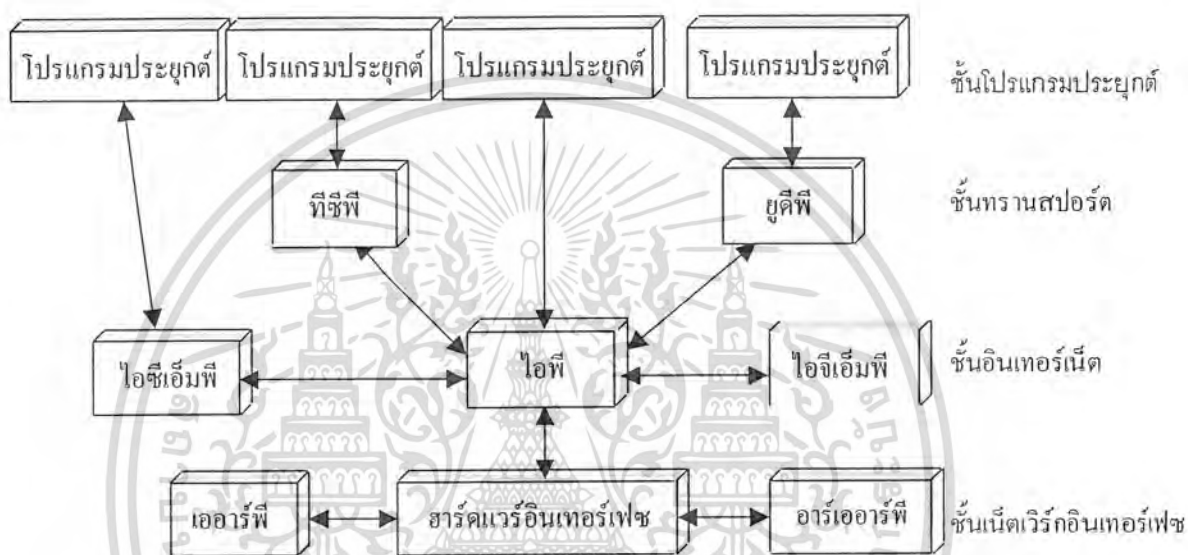 โปรแกรมประยุกต์ โปรแกรมประยุกต์ โปรแกรมประยุกต์ โปรแกรมประยุกต์ ชั้นโปรแกรมประยุกต์
ทีซีพี ยูดีพี ชั้นทรานสปอร์ต
ไอซีเอ็มพี ไอพี ไอจีเอ็มพี ชั้นอินเทอร์เน็ต
เออาร์พี ฮาร์ดแวร์อินเทอร์เฟซ อาร์เออาร์พี ชั้นเน็ตเวิร์กอินเทอร์เฟซ